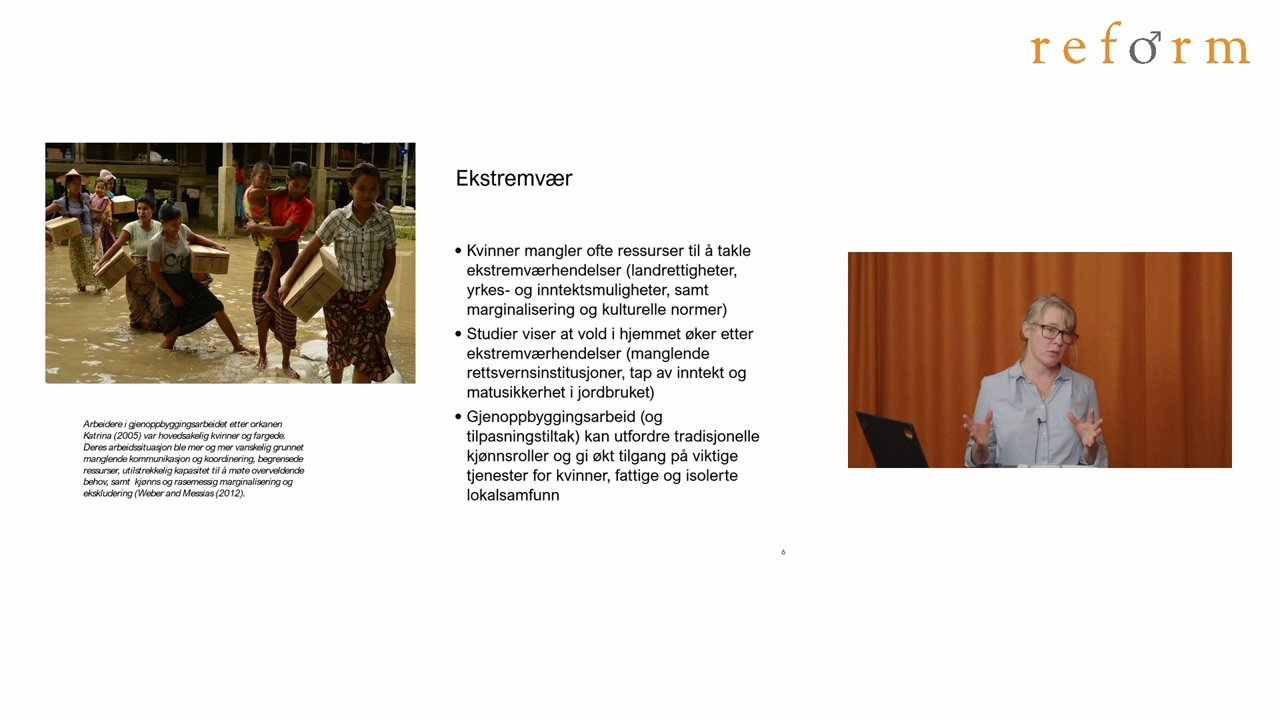 reform
Ekstremvær
• Kvinner mangler ofte ressurser til å takle
ekstremværhendelser (landrettigheter,
yrkes- og inntektsmuligheter, samt
marginalisering og kulturelle normer)
• Studier viser at vold i hjemmet øker etter
ekstremværhendelser (manglende
rettsvernsinstitusjoner, tap av inntekt og
matusikkerhet i jordbruket)
• Gjenoppbyggingsarbeid (og
tilpasningstiltak) kan utfordre tradisjonelle
kjønnsroller og gi økt tilgang på viktige
tjenester for kvinner, fattige og isolerte
lokalsamfunn
Arbeidere i gjenoppbyggingsarbeidet etter orkanen
Katrina (2005) var hovedsakelig kvinner og fargede.
Deres arbeidssituasjon ble mer og mer vanskelig grunnet
manglende kommunikasjon og koordinering, begrensede
ressurser, utilstrekkelig kapasitet til å møte overveldende
behov, samt kjønns og rasemessig marginalisering og
ekskludering (Weber and Messias (2012).
6